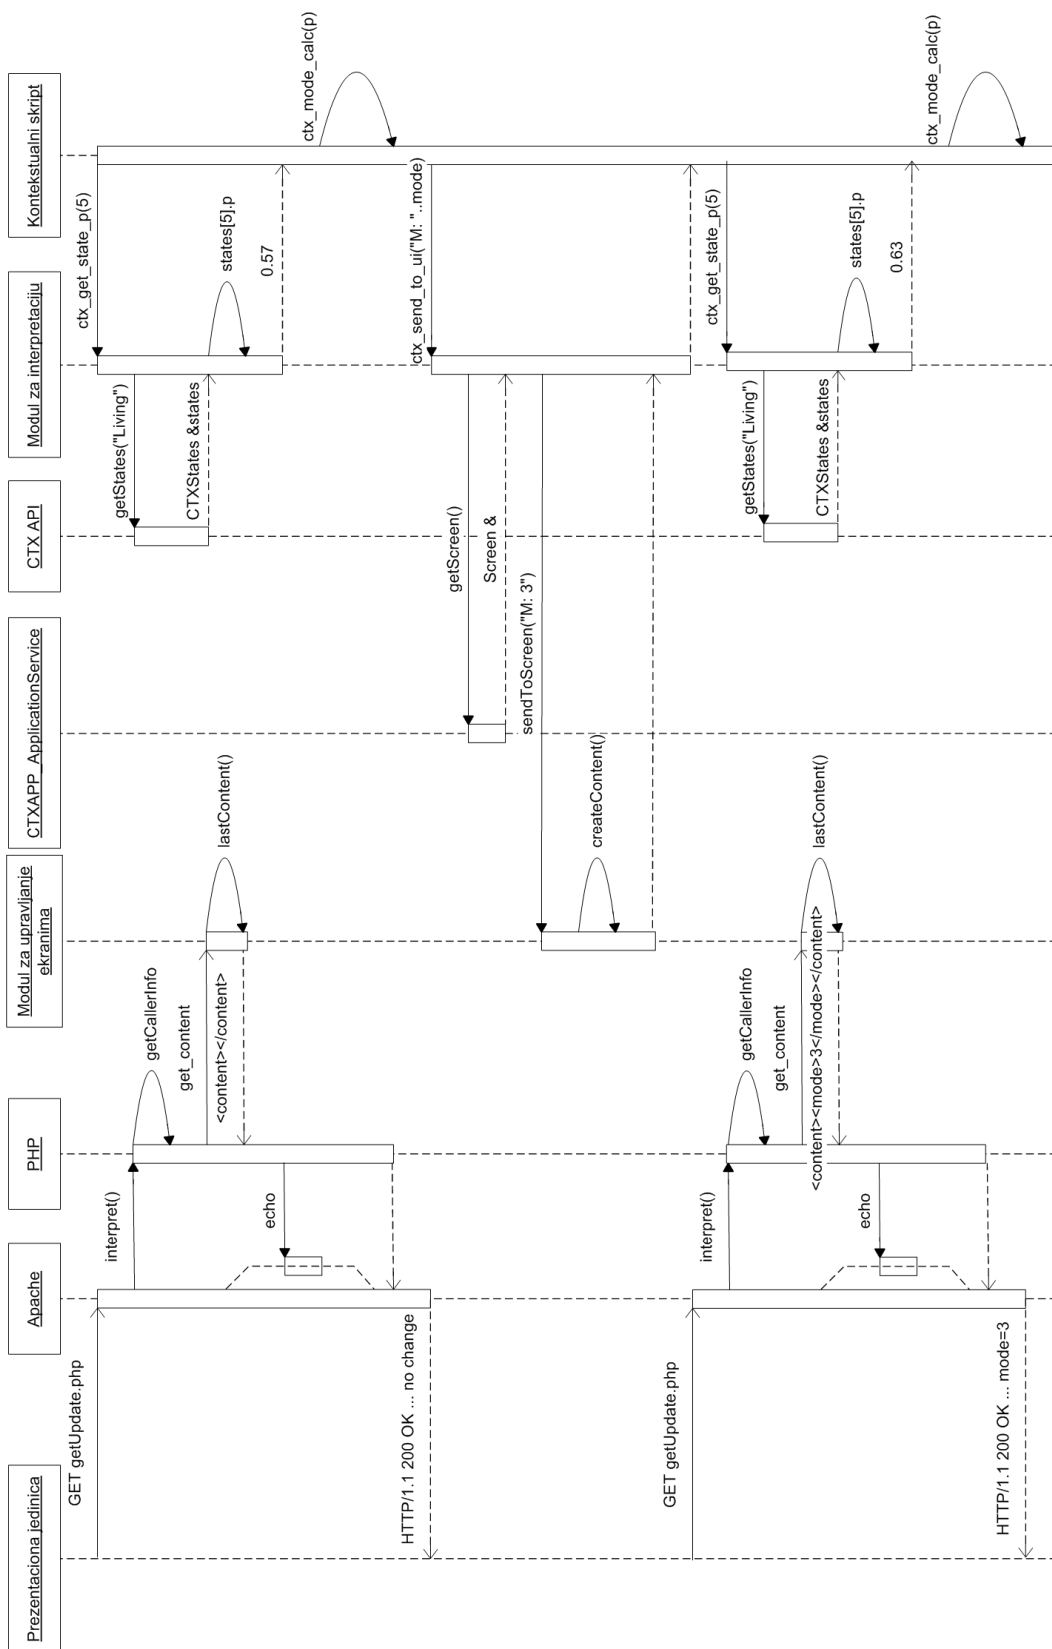 Prezentaciona jedinica
Apache
PHP
Modul za upravljanje
ekranima
CTXAPP_ApplicationService
CTX API
Modul za interpretaciju
Kontekstualni skript
GET getUpdate.php
interpret()
getCallerInfo
get_content
lastContent()
<content></content>
echo
HTTP/1.1 200 OK ... no change
ctx_get_state_p(5)
getStates("Living")
CTXStates &states
states[5].p
0.57
ctx_mode_calc(p)
ctx_send_to_ui("M: "..mode)
getScreen()
Screen &
sendToScreen("M: 3")
createContent()
GET getUpdate.php
interpret()
getCallerInfo
get_content
lastContent()
<content><mode>3</mode></content>
echo
HTTP/1.1 200 OK ... mode=3
ctx_get_state_p(5)
getStates("Living")
CTXStates &states
states[5].p
0.63
ctx_mode_calc(p)